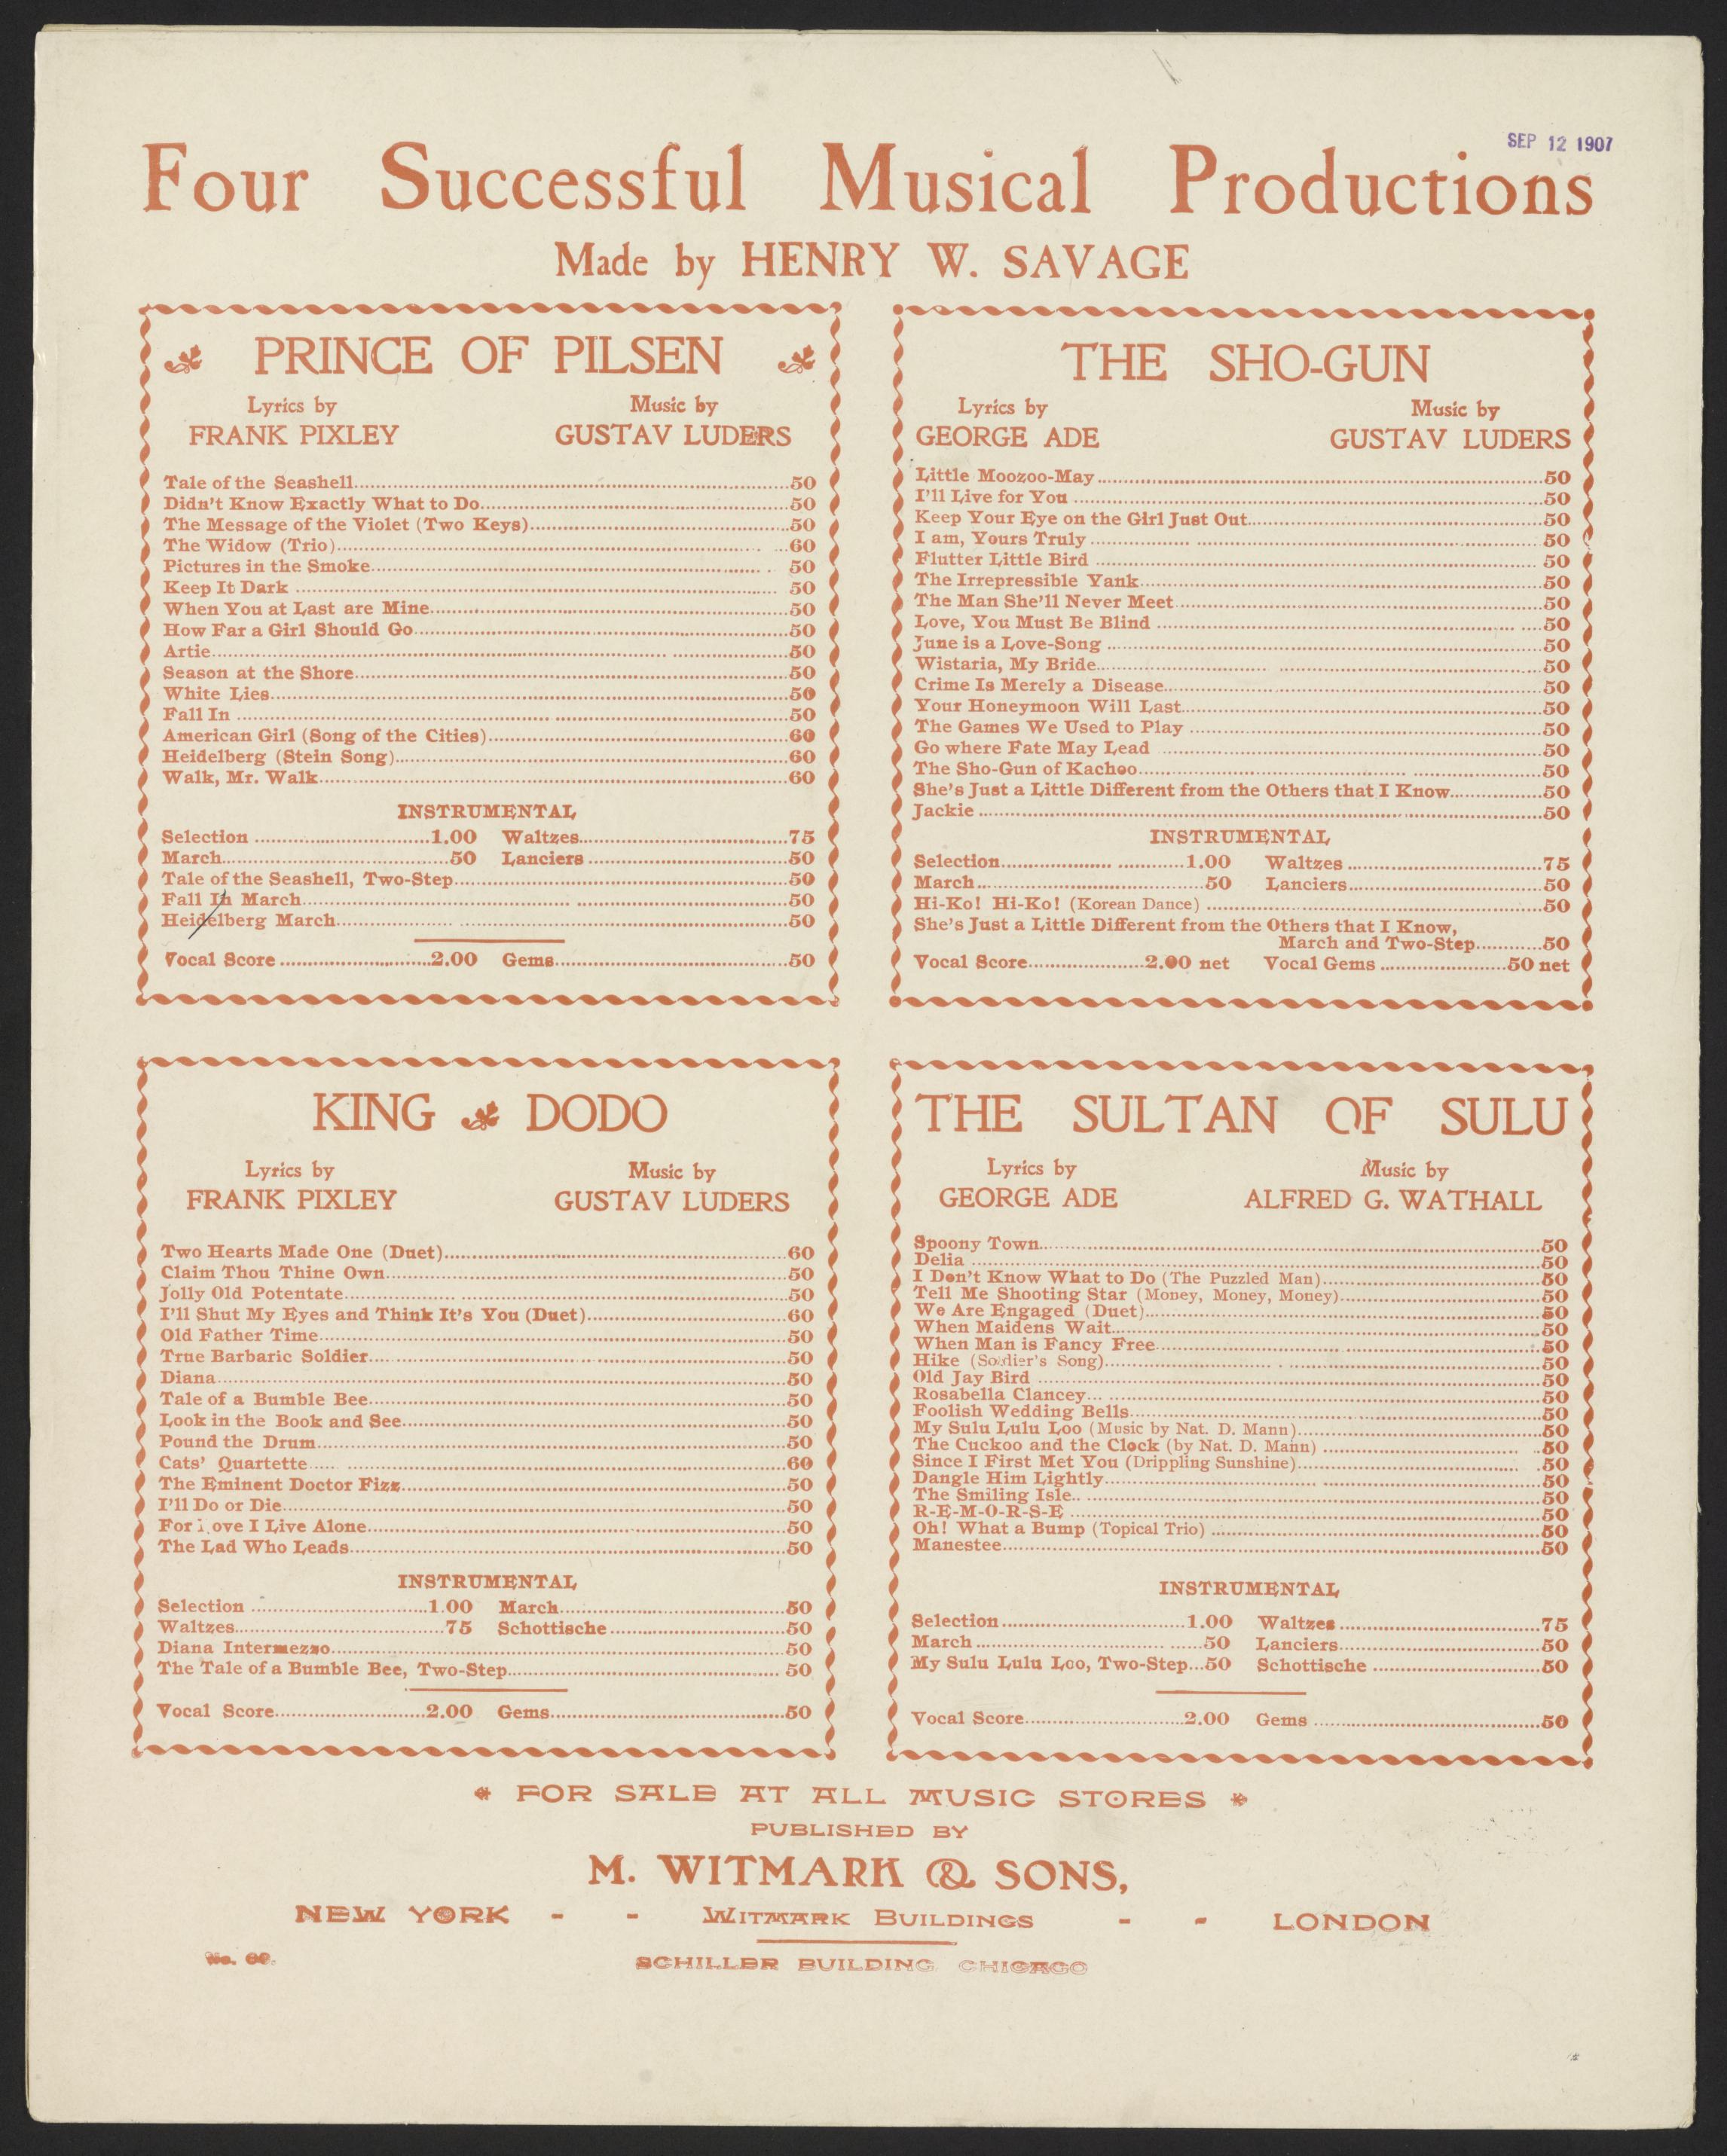 SEP 12 1907
Four Successful Musical Productions
Made by HENRY W. SAVAGE
PRINCE OF PILSEN
Lyrics by Music by
FRANK PIXLEY GUSTAV LUDERS
Tale of the Seashell 50
Didn't Know Exactly What to Do 50
The Message of the Violet (Two Keys) 50
The Widow (Trio) 60
Pictures in the Smoke 50
Keep It Dark 50
When You at Last are Mine 50
How Far a Girl Should Go 50
Artie 50
Season at the Shore 50
White Lies 50
Fall In 50
American Girl (Song of the Cities) 60
Heidelberg (Stein Song) 60
Walk, Mr. Walk 60
INSTRUMENTAL
Selection 1.00 Waltzes 75
March 50 Lanciers 50
Tale of the Seashell, Two-Step 50
Fall In March 50
Heidelberg March 50
Vocal Score 2.00 Gems 50
THE SHO-GUN
Lyrics by Music by
GEORGE ADE GUSTAV LUDERS
Little Moozoo-May 50
I'll Live for You 50
Keep Your Eye on the Girl Just Out 50
I am, Yours Truly 50
Flutter Little Bird 50
The Irrepressible Yank 50
The Man She'll Never Meet 50
Love, You Must Be Blind 50
June is a Love-Song 50
Wistaria, My Bride 50
Crime Is Merely a Disease 50
Your Honeymoon Will Last 50
The Games We Used to Play 50
Go where Fate May Lead 50
The Sho-Gun of Kachoo 50
She's Just a Little Different from the Others that I Know 50
Jackie 50
INSTRUMENTAL
Selection 1.00 Waltzes 75
March 50 Lanciers 50
Hi-Ko! Hi-Ko! (Korean Dance) 50
She's Just a Little Different from the Others that I Know,
March and Two-Step 50
Vocal Score 2.00 net Vocal Gems 50 net
KING DODO
Lyrics by Music by
FRANK PIXLEY GUSTAV LUDERS
Two Hearts Made One (Duet) 60
Claim Thou Thine Own 50
Jolly Old Potentate 50
I'll Shut My Eyes and Think It's You (Duet) 60
Old Father Time 50
True Barbaric Soldier 50
Diana 50
Tale of a Bumble Bee 50
Look in the Book and See 50
Pound the Drum 50
Cats' Quartette 60
The Eminent Doctor Fizz 50
I'll Do or Die 50
For Love I Live Alone 50
The Lad Who Leads 50
INSTRUMENTAL
Selection 1.00 March 50
Waltzes 75 Schottische 50
Diana Intermezzo 50
The Tale of a Bumble Bee, Two-Step 50
Vocal Score 2.00 Gems 50
THE SULTAN OF SULU
Lyrics by Music by
GEORGE ADE ALFRED G. WATHALL
Spoony Town 50
Delia 50
I Don't Know What to Do (The Puzzled Man) 50
Tell Me Shooting Star (Money, Money, Money) 50
We Are Engaged (Duet) 50
When Maidens Wait 50
When Man is Fancy Free 50
Hike (Soldier's Song) 50
Old Jay Bird 50
Rosabella Clancey 50
Foolish Wedding Bells 50
My Sulu Lulu Loo (Music by Nat. D. Mann) 50
The Cuckoo and the Clock (by Nat. D. Mann) 50
Since I First Met You (Drippling Sunshine) 50
Dangle Him Lightly 50
The Smiling Isle 50
R-E-M-O-R-S-E 50
Oh! What a Bump (Topical Trio) 50
Manestee 50
INSTRUMENTAL
Selection 1.00 Waltzes 75
March 50 Lanciers 50
My Sulu Lulu Loo, Two-Step 50 Schottische 50
Vocal Score 2.00 Gems 50
FOR SALE AT ALL MUSIC STORES
PUBLISHED BY
M. WITMARK & SONS,
NEW YORK - - WITMARK BUILDINGS - - LONDON
SCHILLER BUILDING CHICAGO
No.